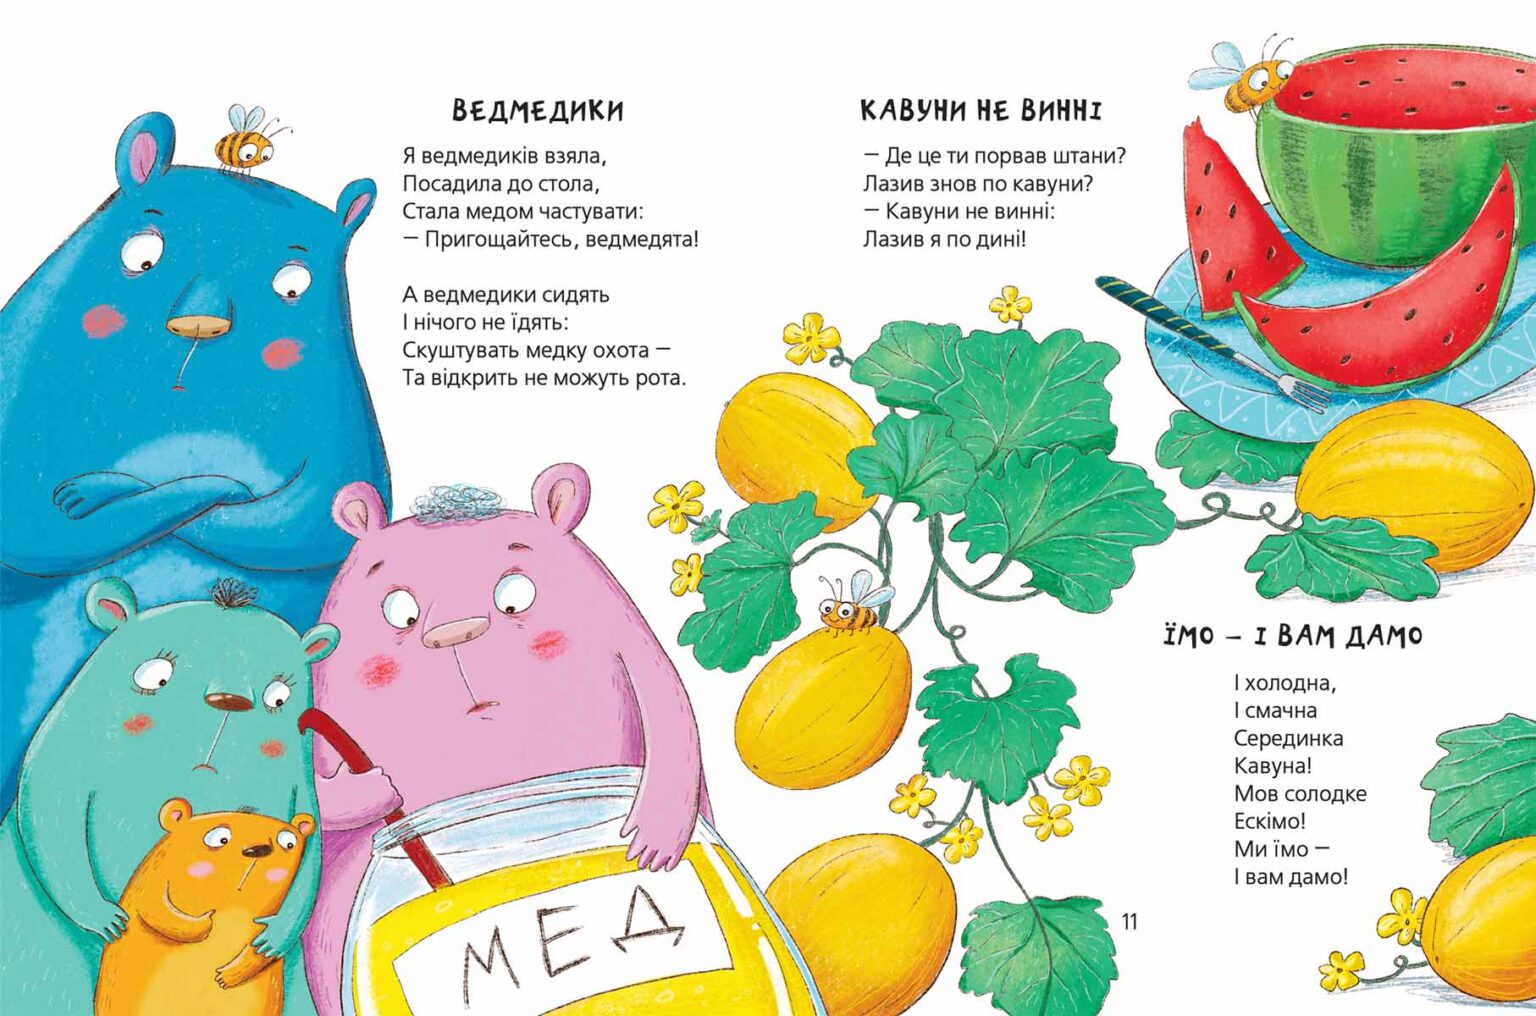 ВЕДМЕДИКИ
Я ведмедиків взяла,
Посадила до стола,
Стала медом частувати:
– Пригощайтесь, ведмедята!
А ведмедики сидять
І нічого не їдять:
Скуштувать медку охота –
Та відкрить не можуть рота.
МЕД
КАВУНИ НЕ ВИННІ
– Де це ти порвав штани?
Лазив знов по кавуни?
– Кавуни не винні:
Лазив я по дині!
ЇМО – І ВАМ ДАМО
І холодна,
І смачна
Серединка
Кавуна!
Мов солодке
Ескімо!
Ми їмо –
І вам дамо!
11